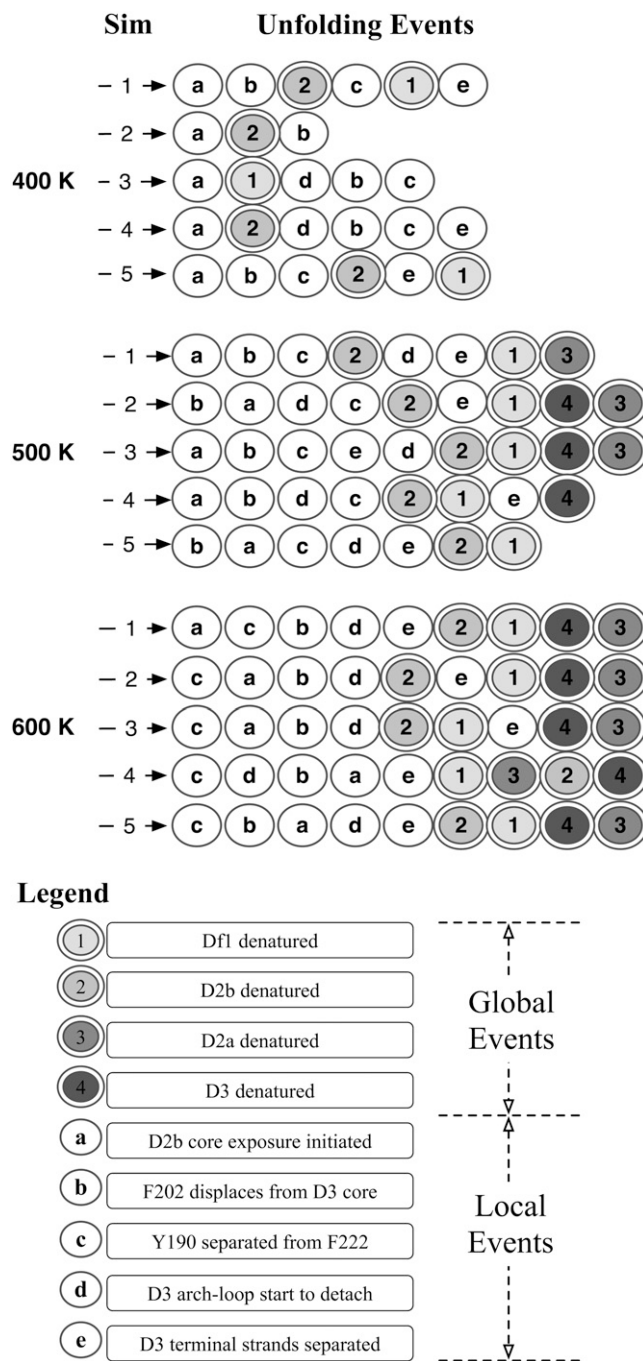 Sim Unfolding Events
– 1 a b 2 c 1 e
– 2 a 2 b
400 K – 3 a 1 d b c
– 4 a 2 d b c e
– 5 a b c 2 e 1
– 1 a b c 2 d e 1 3
– 2 b a d c 2 e 1 4 3
500 K – 3 a b c e d 2 1 4 3
– 4 a b d c 2 1 e 4
– 5 b a c d e 2 1
– 1 a c b d e 2 1 4 3
– 2 c a b d 2 e 1 4 3
600 K – 3 c a b d 2 1 e 4 3
– 4 c d b a e 1 3 2 4
– 5 c b a d e 2 1 4 3
Legend
1 Df1 denatured
2 D2b denatured
3 D2a denatured
4 D3 denatured
Global
Events
a D2b core exposure initiated
b F202 displaces from D3 core
c Y190 separated from F222
d D3 arch-loop start to detach
e D3 terminal strands separated
Local
Events